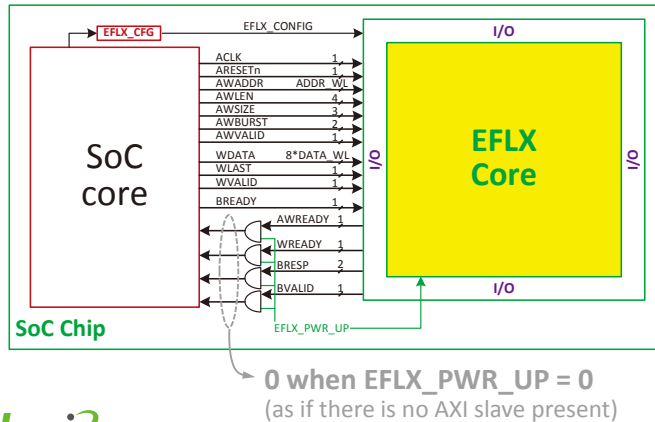 EFLX_CFG
EFLX_CONFIG
I/O
ACLK 1
ARESETn 1
AWADDR ADDR_WL
AWLEN 4
AWSIZE 3
AWBURST 2
AWVALID 1
WDATA 8*DATA_WL
WLAST 1
WVALID 1
BREADY 1
AWREADY 1
WREADY 1
BRESP 2
BVALID 1
EFLX_PWR_UP
SoC
core
I/O
EFLX
Core
I/O
I/O
SoC Chip
0 when EFLX_PWR_UP = 0
(as if there is no AXI slave present)